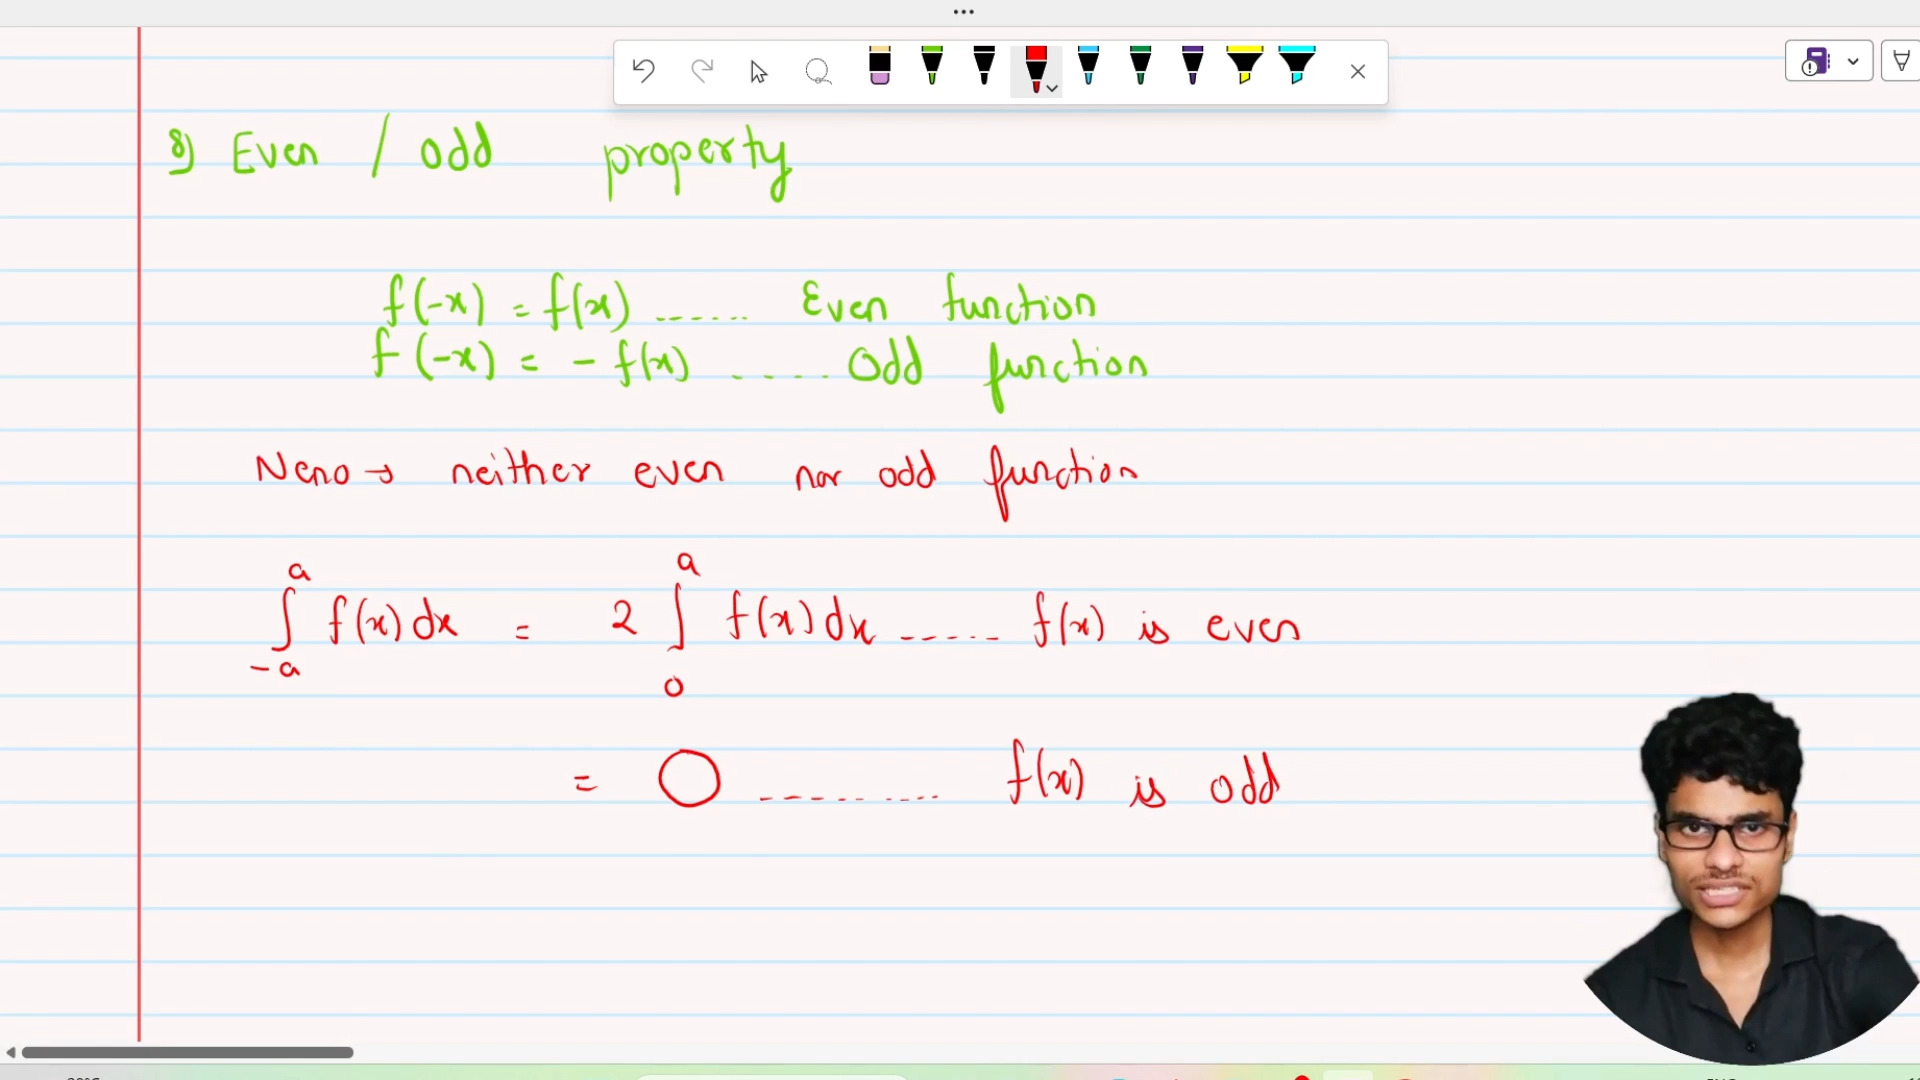 8) Even / odd property
f(-x) = f(x) ...... Even function
f(-x) = - f(x) ..... Odd function
Neno → neither even nor odd function
∫_{-a}^{a} f(x) dx = 2 ∫_{0}^{a} f(x) dx ------ f(x) is even
= 0 ---------- f(x) is odd